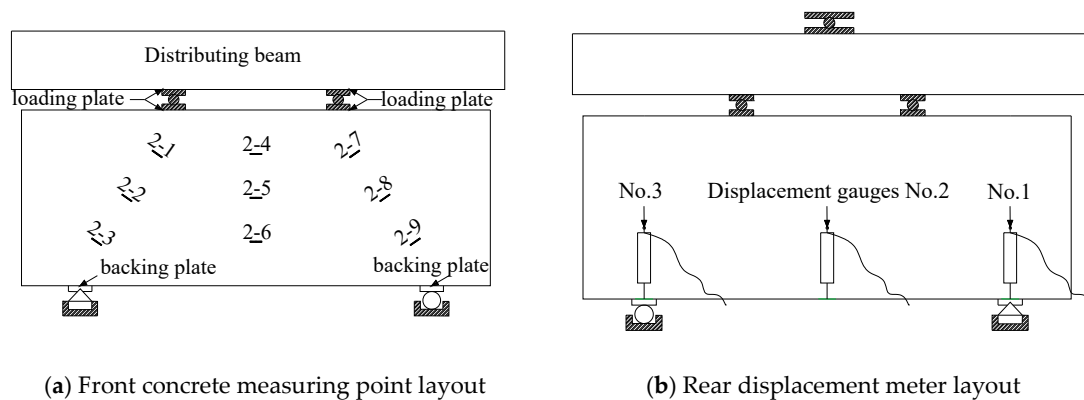 Distributing beam
loading plate
loading plate
2-1
2-4
2-7
2-2
2-5
2-8
2-3
2-6
2-9
backing plate
backing plate
(a) Front concrete measuring point layout
No.3
Displacement gauges No.2
No.1
(b) Rear displacement meter layout